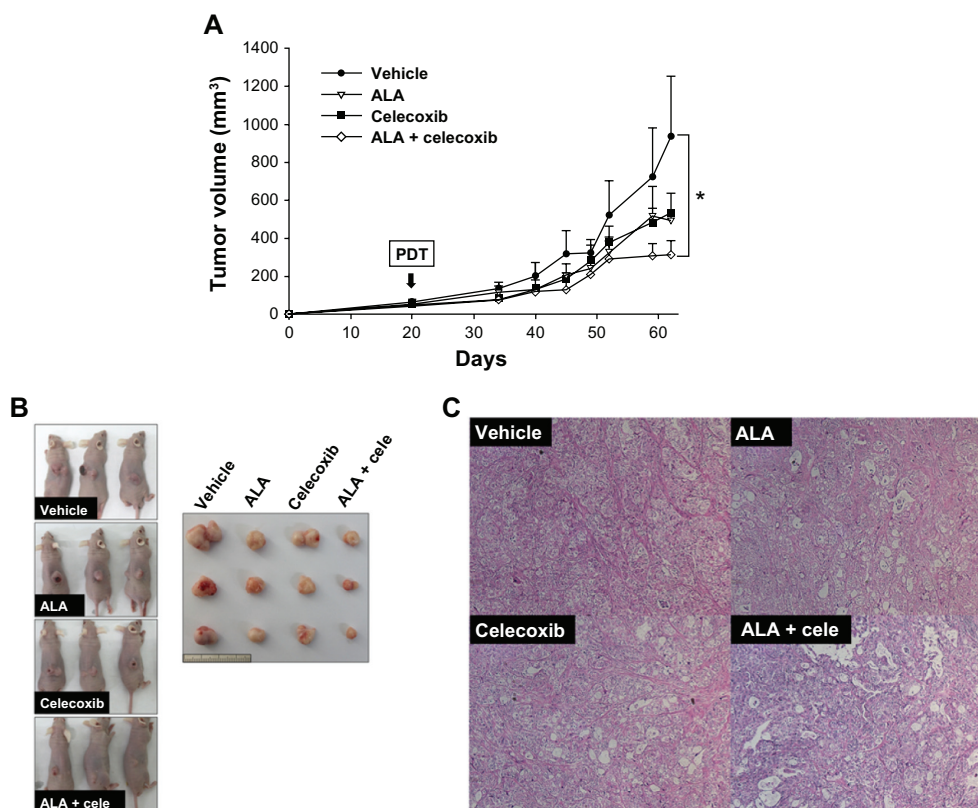 A
Tumor volume (mm³)
1400
1200
1000
800
600
400
200
0
Vehicle
ALA
Celecoxib
ALA + celecoxib
PDT
*
0
10
20
30
40
50
60
Days
B
Vehicle
ALA
Celecoxib
ALA + cele
Vehicle
ALA
Celecoxib
ALA + cele
C
Vehicle
ALA
Celecoxib
ALA + cele